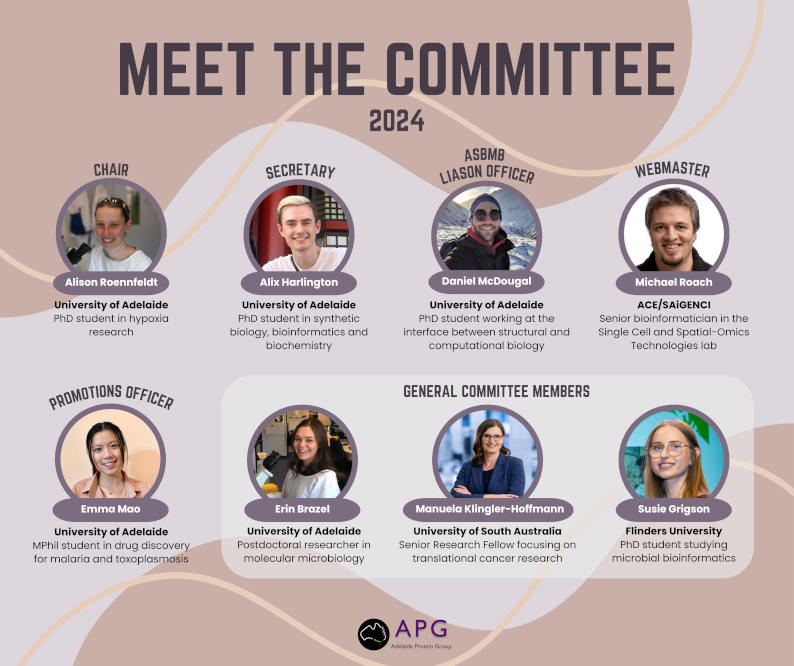 MEET THE COMMITTEE
2024
CHAIR
Alison Roennfeldt
University of Adelaide
PhD student in hypoxia
research
SECRETARY
Alix Harlington
University of Adelaide
PhD student in synthetic
biology, bioinformatics and
biochemistry
ASBMB
LIASON OFFICER
Daniel McDougal
University of Adelaide
PhD student working at the
interface between structural and
computational biology
WEBMASTER
Michael Roach
ACE/SAiGENCI
Senior bioinformatician in the
Single Cell and Spatial-Omics
Technologies lab
PROMOTIONS OFFICER
Emma Mao
University of Adelaide
MPhil student in drug discovery
for malaria and toxoplasmosis
GENERAL COMMITTEE MEMBERS
Erin Brazel
University of Adelaide
Postdoctoral researcher in
molecular microbiology
Manuela Klingler-Hoffmann
University of South Australia
Senior Research Fellow focusing on
translational cancer research
Susie Grigson
Flinders University
PhD student studying
microbial bioinformatics
APG
Adelaide Protein Group